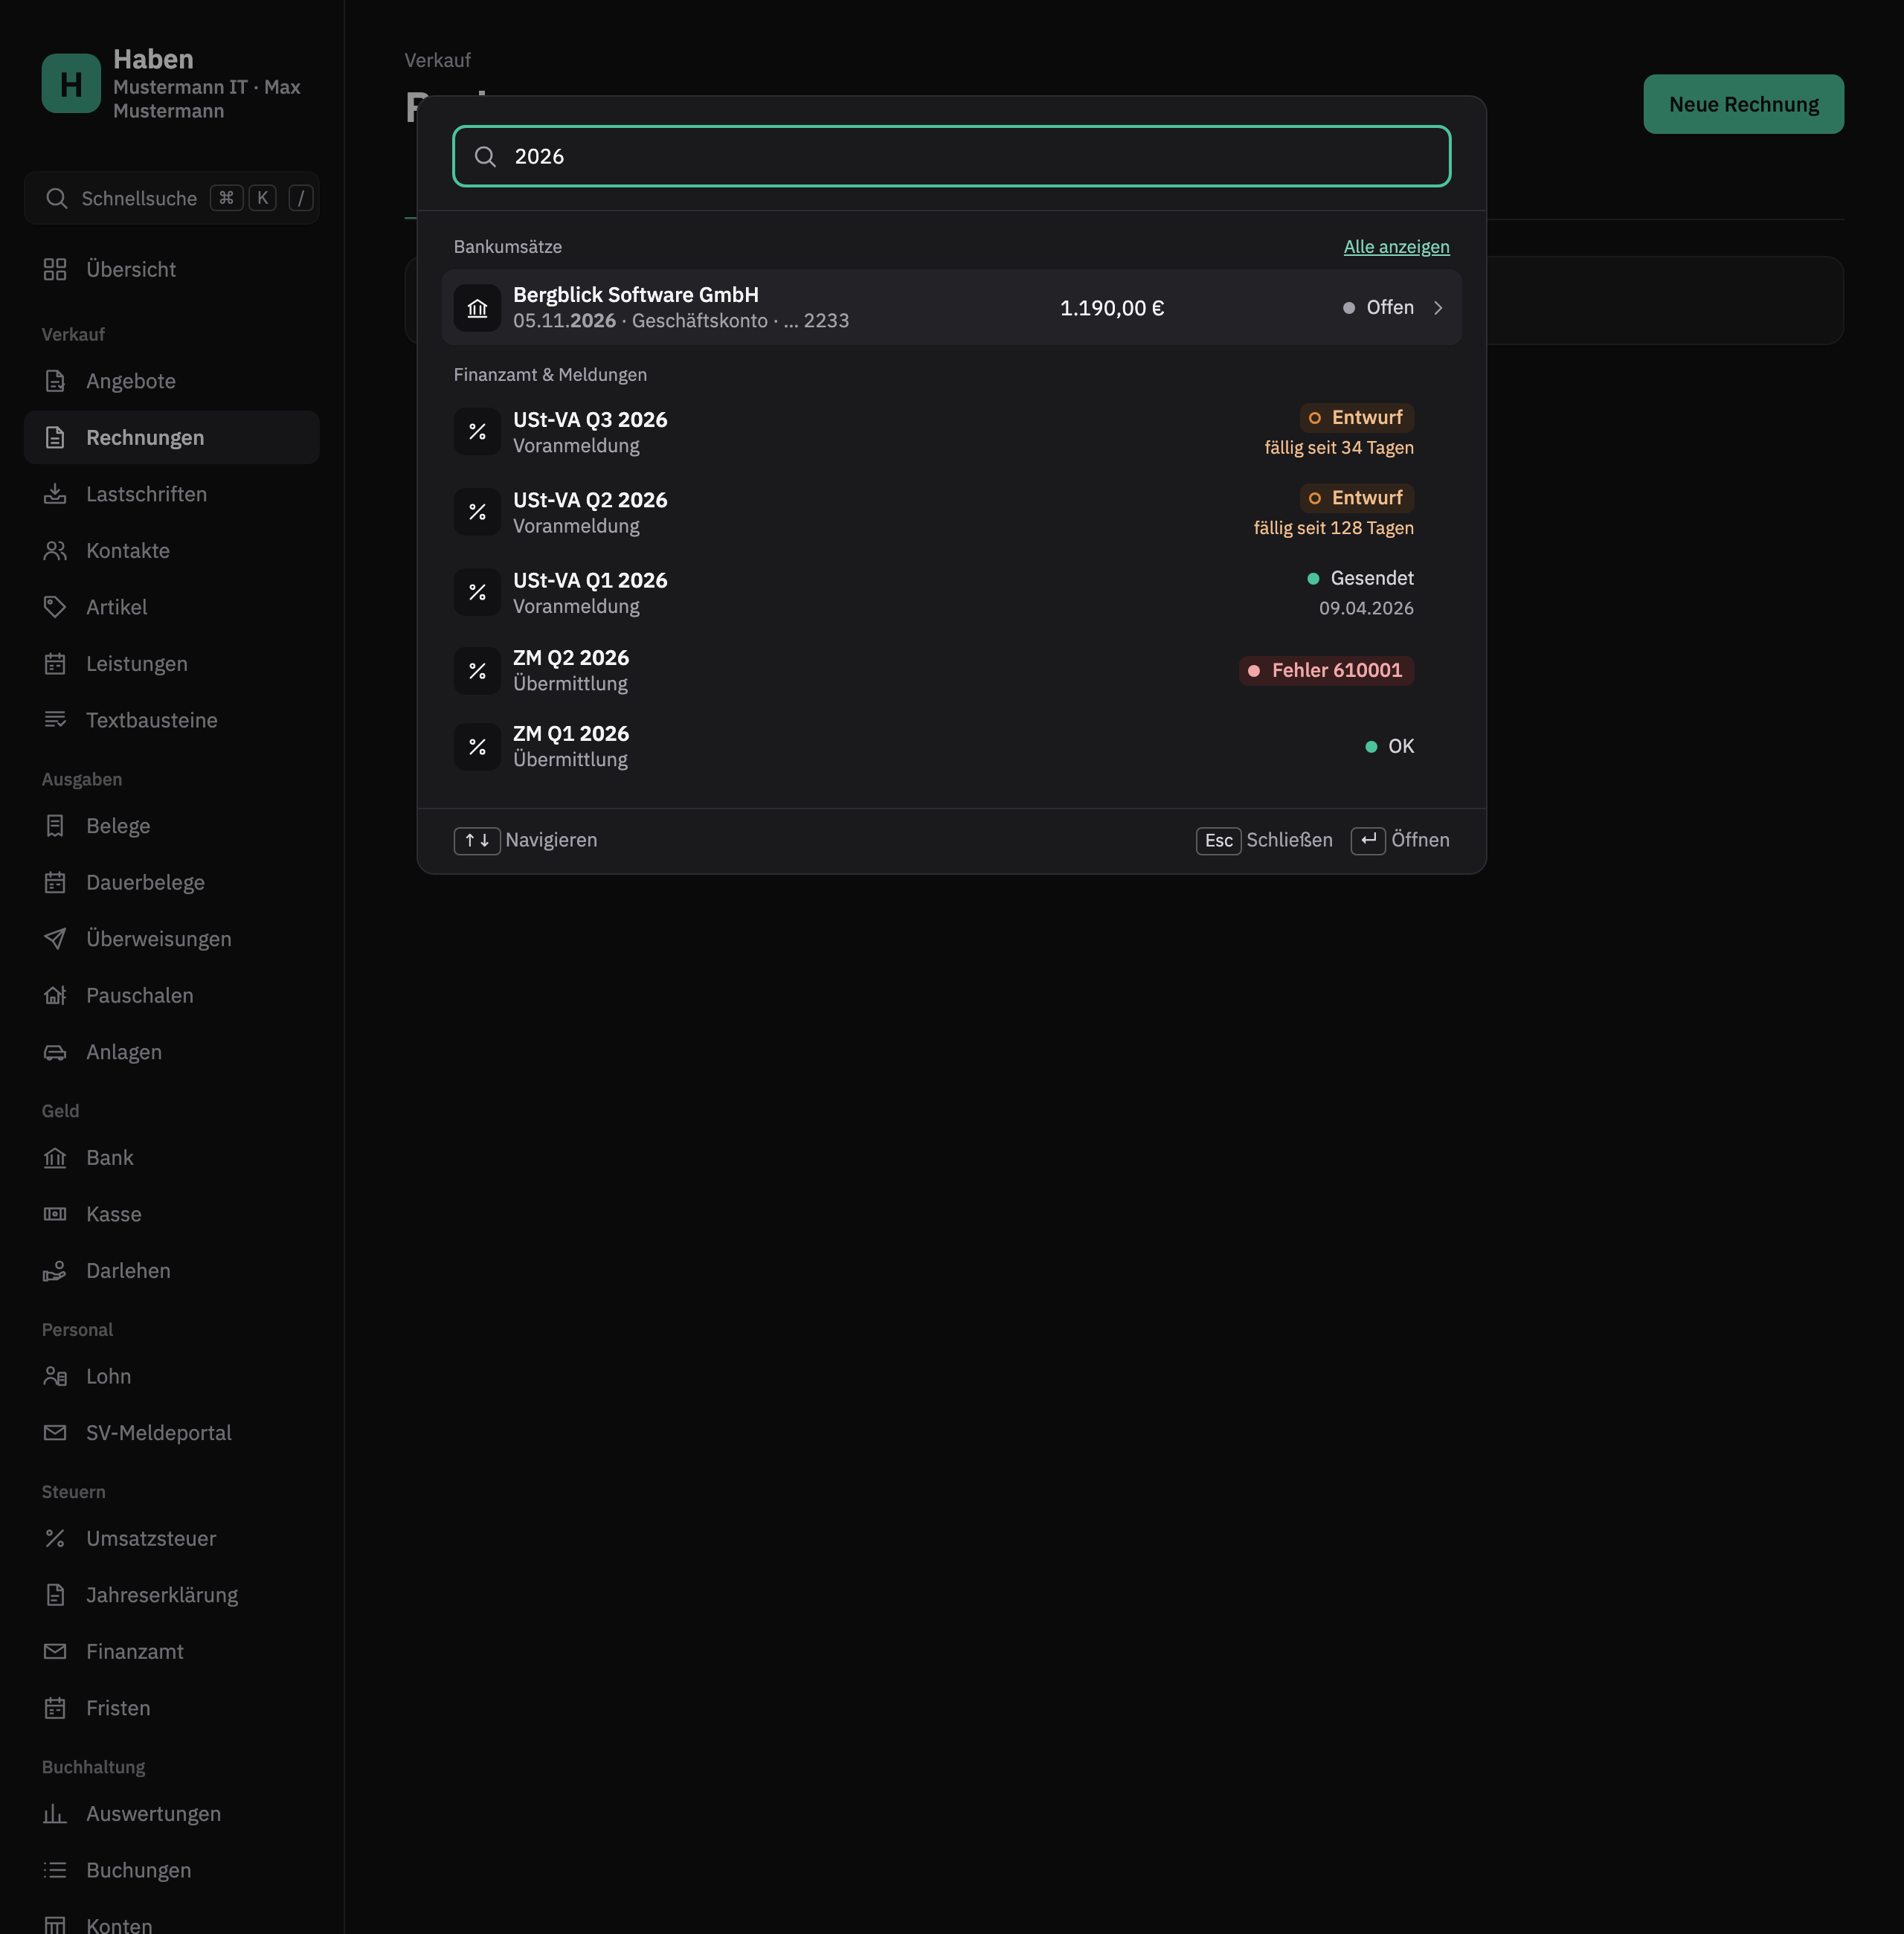 Haben
Mustermann IT · Max
Mustermann
Schnellsuche ⌘ K /
Übersicht
Verkauf
Angebote
Rechnungen
Lastschriften
Kontakte
Artikel
Leistungen
Textbausteine
Ausgaben
Belege
Dauerbelege
Überweisungen
Pauschalen
Anlagen
Geld
Bank
Kasse
Darlehen
Personal
Lohn
SV-Meldeportal
Steuern
Umsatzsteuer
Jahreserklärung
Finanzamt
Fristen
Buchhaltung
Auswertungen
Buchungen
Konten
Verkauf
Neue Rechnung
2026
Bankumsätze
Alle anzeigen
Bergblick Software GmbH
05.11.2026 · Geschäftskonto · … 2233
1.190,00 €
Offen
Finanzamt & Meldungen
USt-VA Q3 2026
Voranmeldung
Entwurf
fällig seit 34 Tagen
USt-VA Q2 2026
Voranmeldung
Entwurf
fällig seit 128 Tagen
USt-VA Q1 2026
Voranmeldung
Gesendet
09.04.2026
ZM Q2 2026
Übermittlung
Fehler 610001
ZM Q1 2026
Übermittlung
OK
↑↓ Navigieren
Esc Schließen ↵ Öffnen